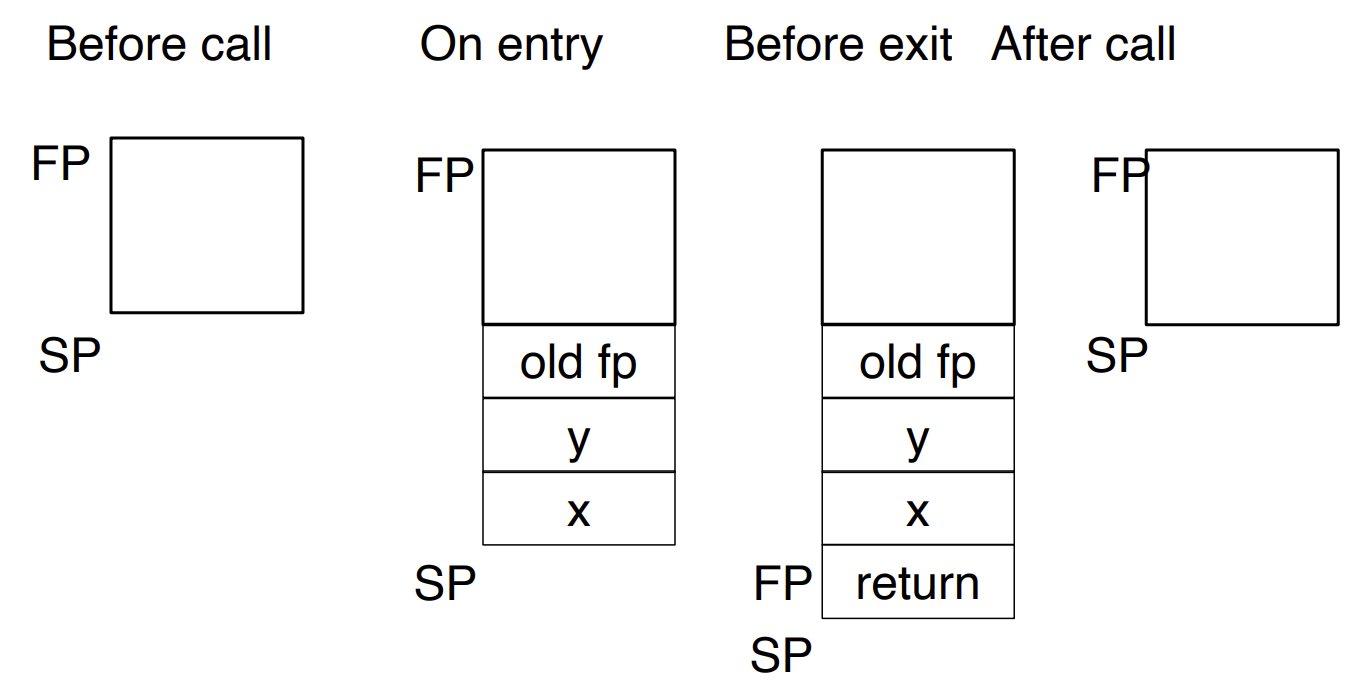 Before call On entry Before exit After call
FP FP FP
SP old fp old fp SP
y y
x x
SP FP return
SP